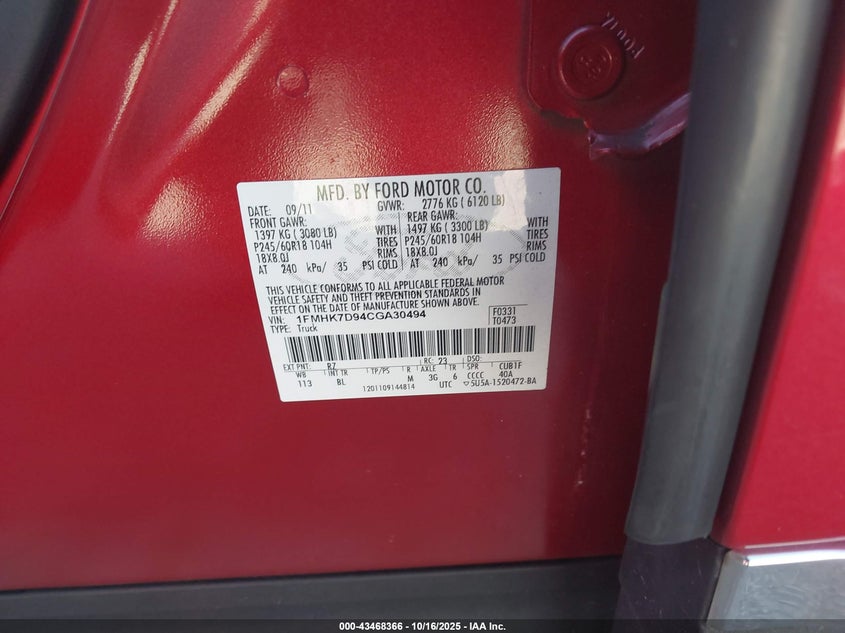 MFD. BY FORD MOTOR CO.
DATE: 09/11 GVWR: 2776 KG ( 6120 LB)
FRONT GAWR: REAR GAWR:
1397 KG ( 3080 LB) WITH 1497 KG ( 3300 LB) WITH
P245/60R18 104H TIRES P245/60R18 104H TIRES
18X8.0J RIMS 18X8.0J RIMS
AT 240 kPa/ 35 PSI COLD AT 240 kPa/ 35 PSI COLD
THIS VEHICLE CONFORMS TO ALL APPLICABLE FEDERAL MOTOR
VEHICLE SAFETY AND THEFT PREVENTION STANDARDS IN
EFFECT ON THE DATE OF MANUFACTURE SHOWN ABOVE.
VIN: 1FMHK7D94CGA30494 F0331
TYPE: Truck T0473
EXT PNT: RZ RC: 23 DSO:
WB INT TR TP/PS R AXLE TR SPR CUB1F
113 BL M 3G 6 CCCC 40A
1201109144814 UTC ▽5U5A-1520472-BA
000-43468366 - 10/16/2025 - IAA Inc.